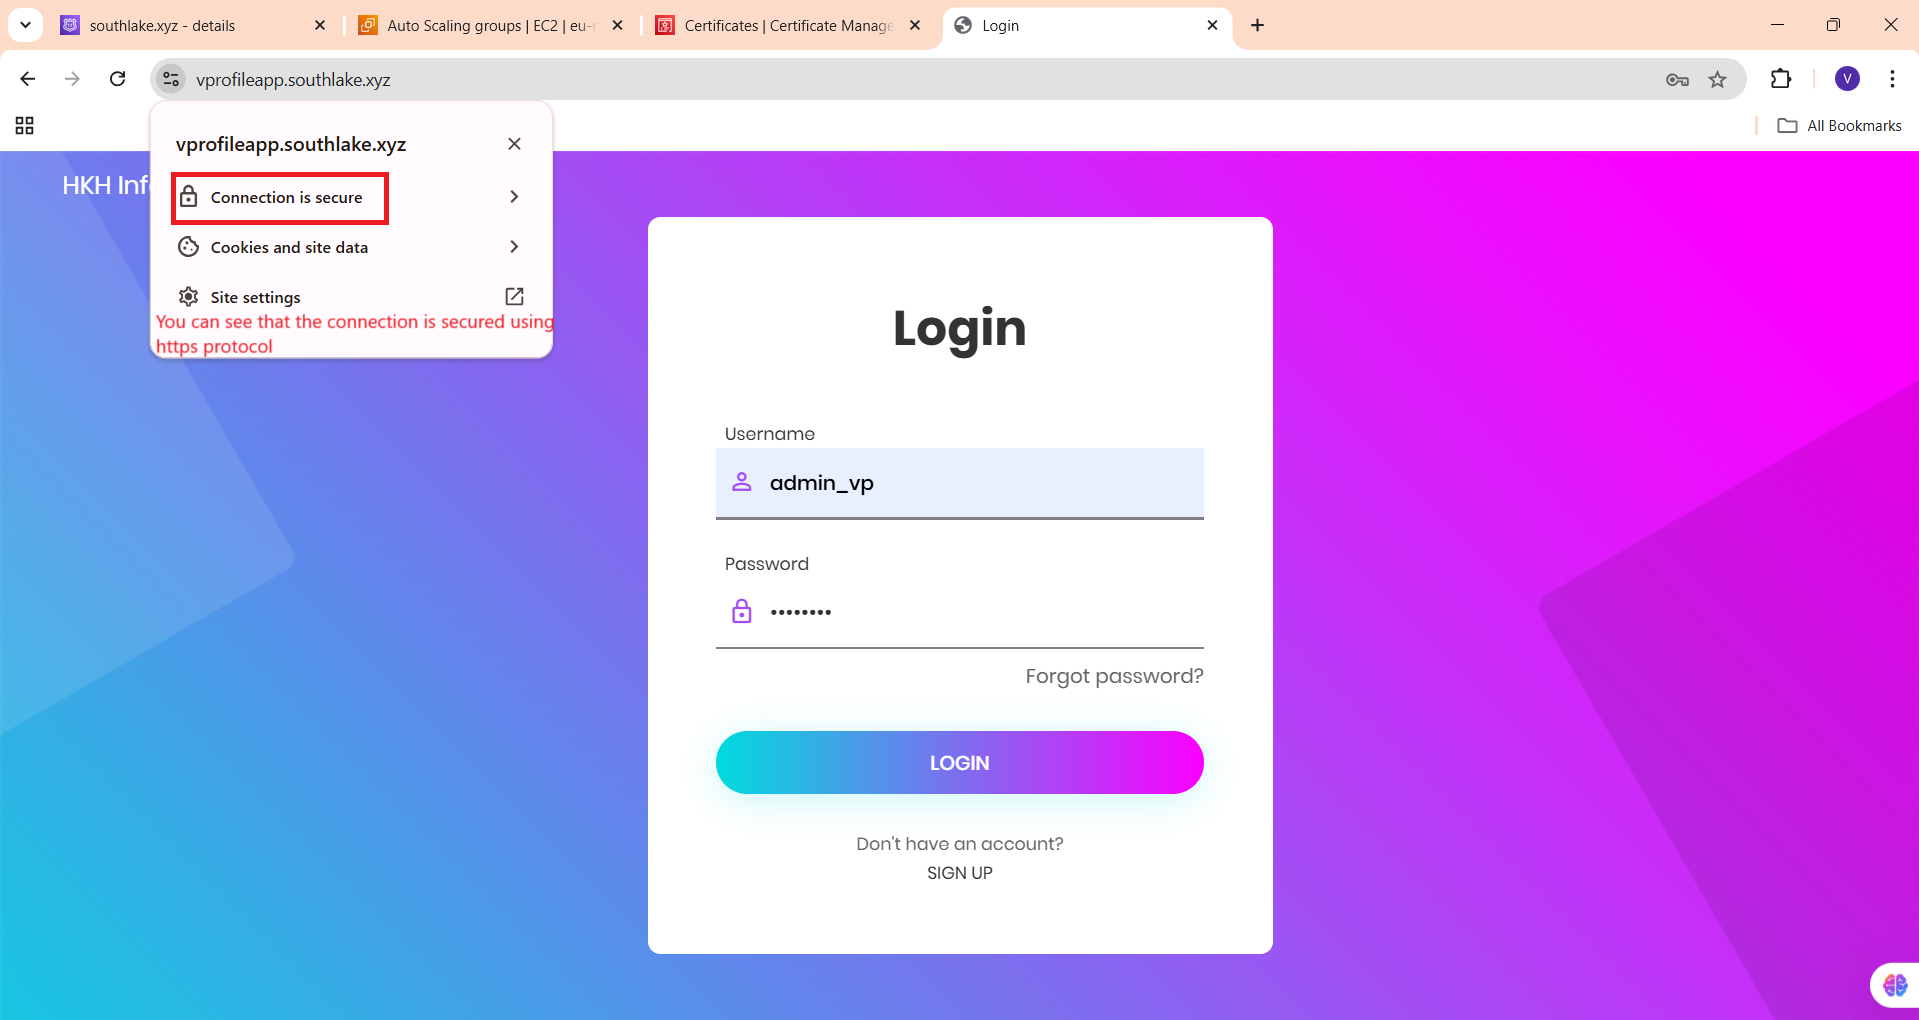 southlake.xyz - details
Auto Scaling groups | EC2 | eu-
Certificates | Certificate Manage
Login
vprofileapp.southlake.xyz
V
All Bookmarks
vprofileapp.southlake.xyz
Connection is secure
Cookies and site data
Site settings
You can see that the connection is secured using
https protocol
HKH Inf
Login
Username
admin_vp
Password
••••••••
Forgot password?
LOGIN
Don't have an account?
SIGN UP